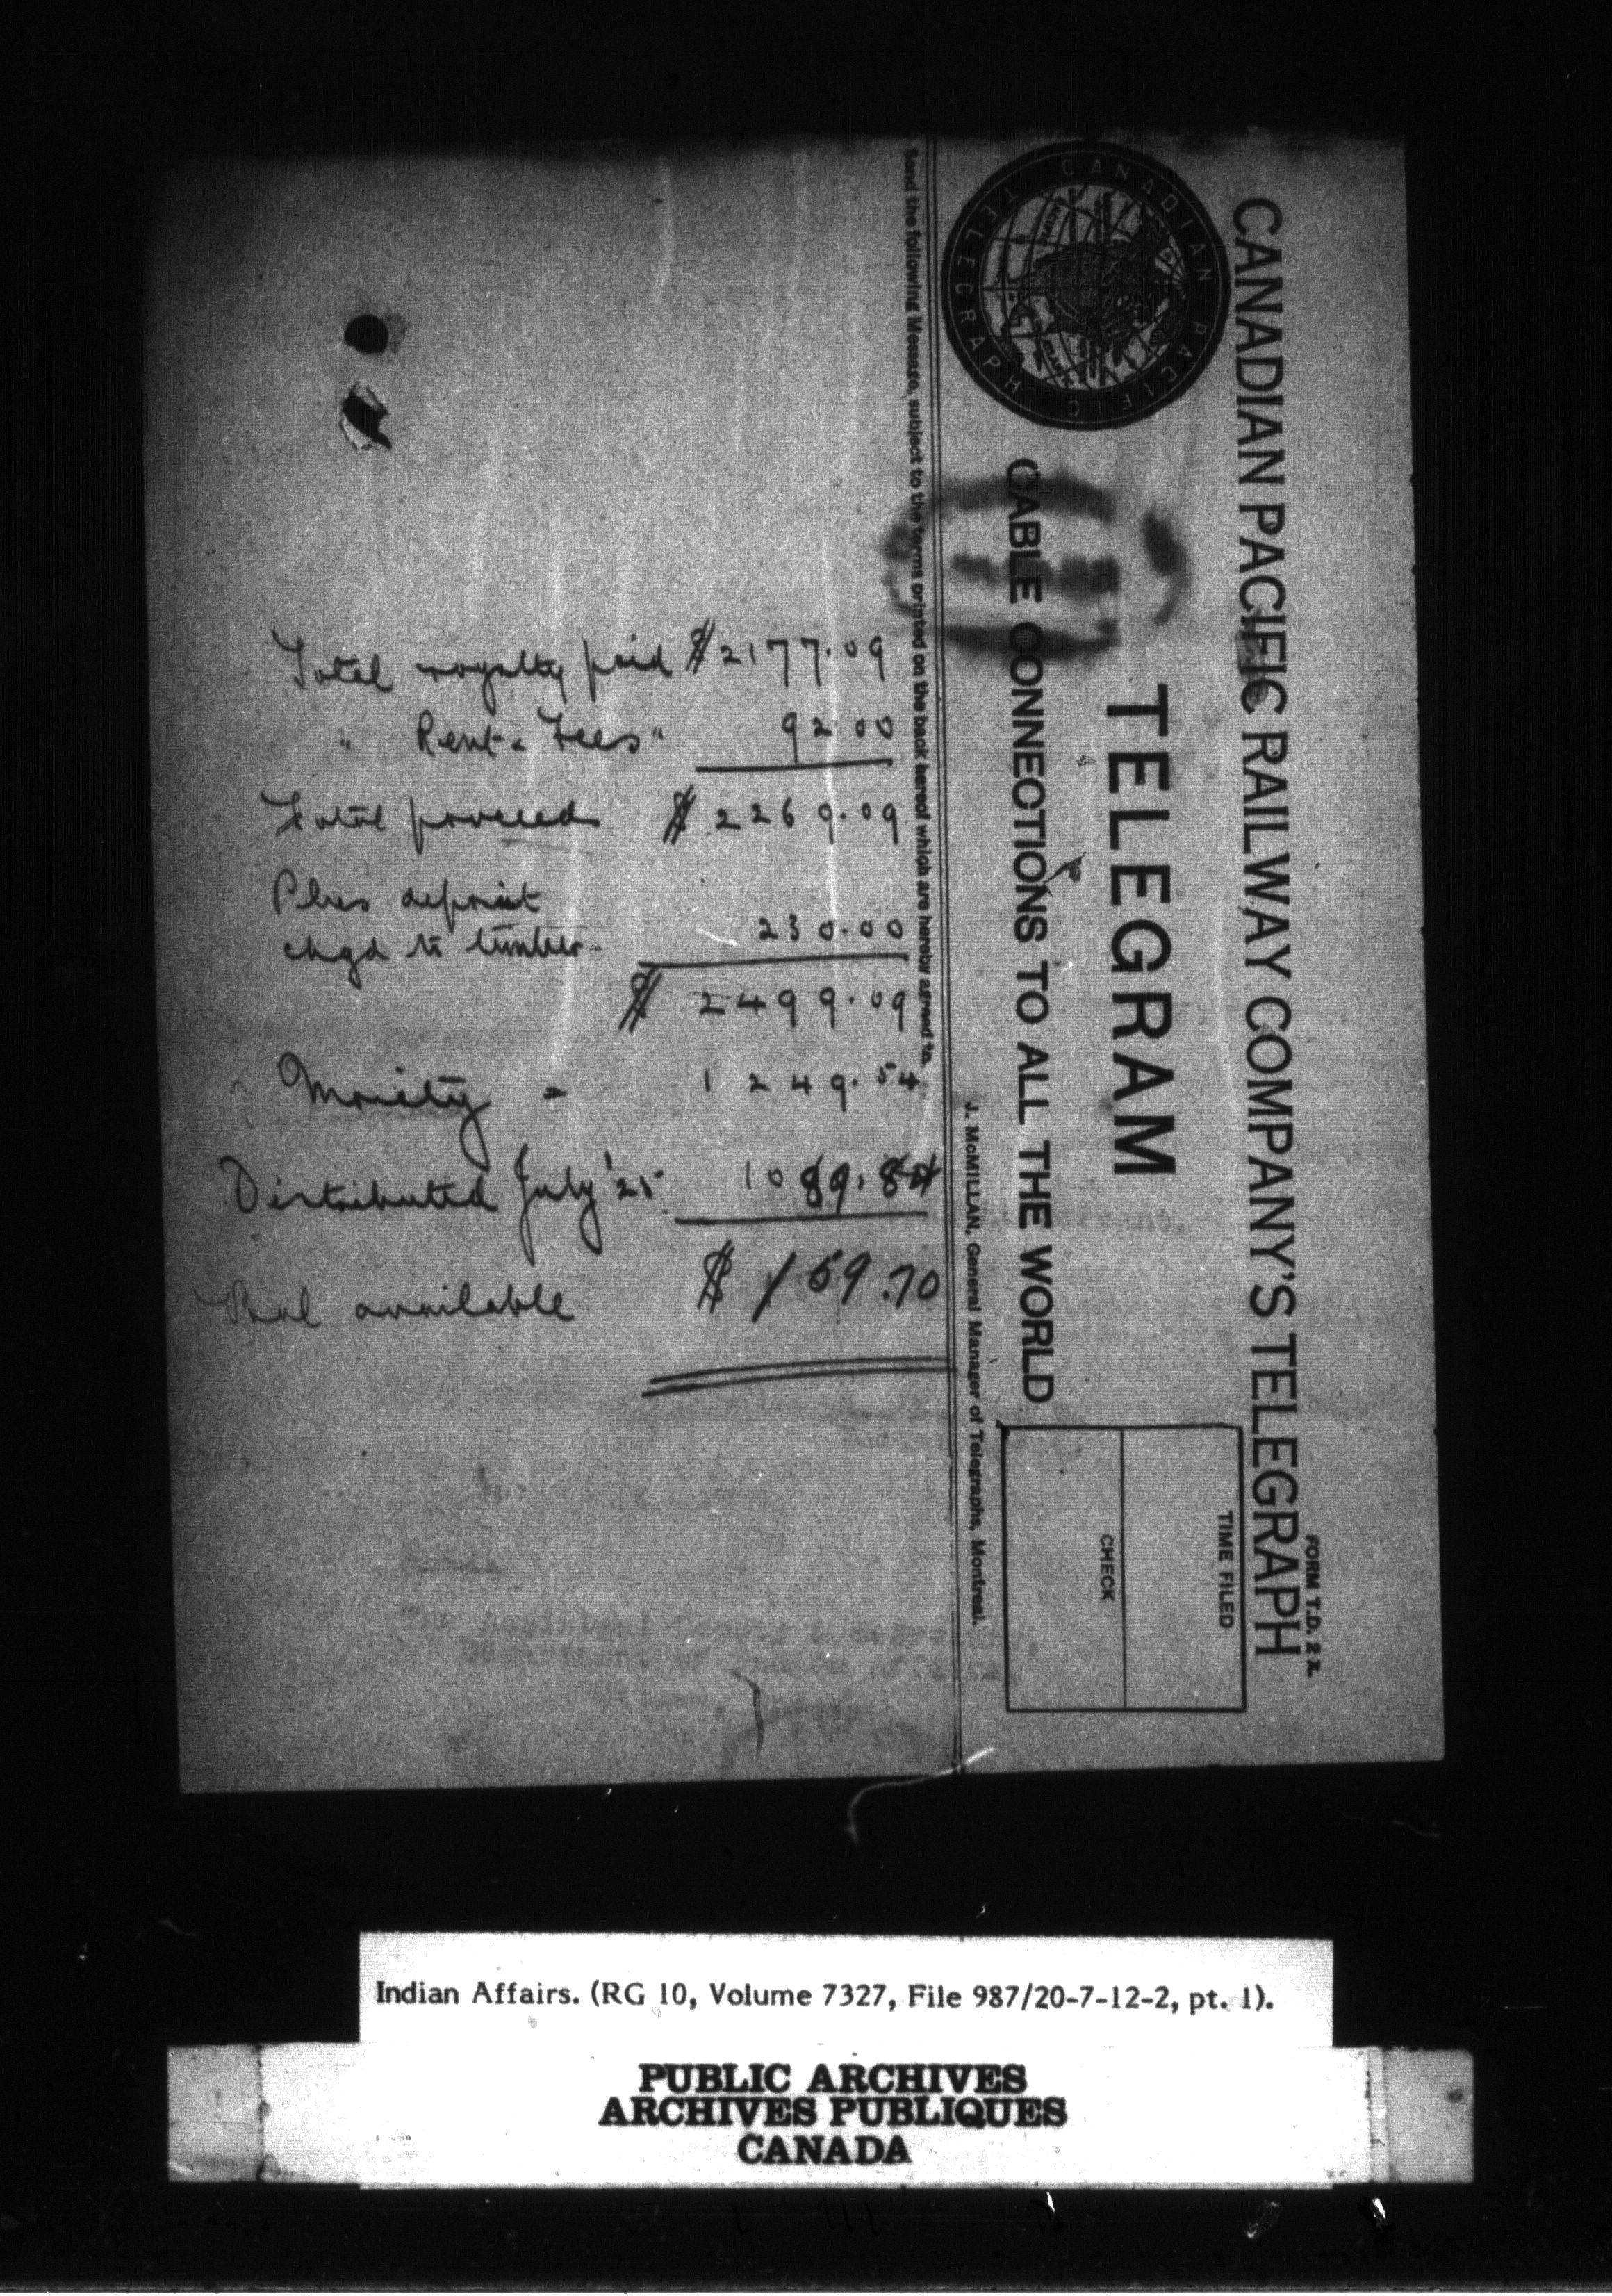 FORM T.D. 2 X
CANADIAN PACIFIC RAILWAY COMPANY'S TELEGRAPH
TELEGRAM
CABLE CONNECTIONS TO ALL THE WORLD
CANADIAN PACIFIC
TELEGRAPH
TIME FILED
CHECK
J. McMILLAN, General Manager of Telegraphs, Montreal.
Send the following Message, subject to the terms printed on the back hereof which are hereby agreed to.
Total royalty paid $2177.09
" Rent & Fees " 92.00
Total proceed $2269.09
Plus deposit
chgd to timber 230.00
$2499.09
Moiety = 1249.54
Distributed July '25 1089.84
Bal available $159.70
Indian Affairs. (RG 10, Volume 7327, File 987/20-7-12-2, pt. 1).
PUBLIC ARCHIVES
ARCHIVES PUBLIQUES
CANADA